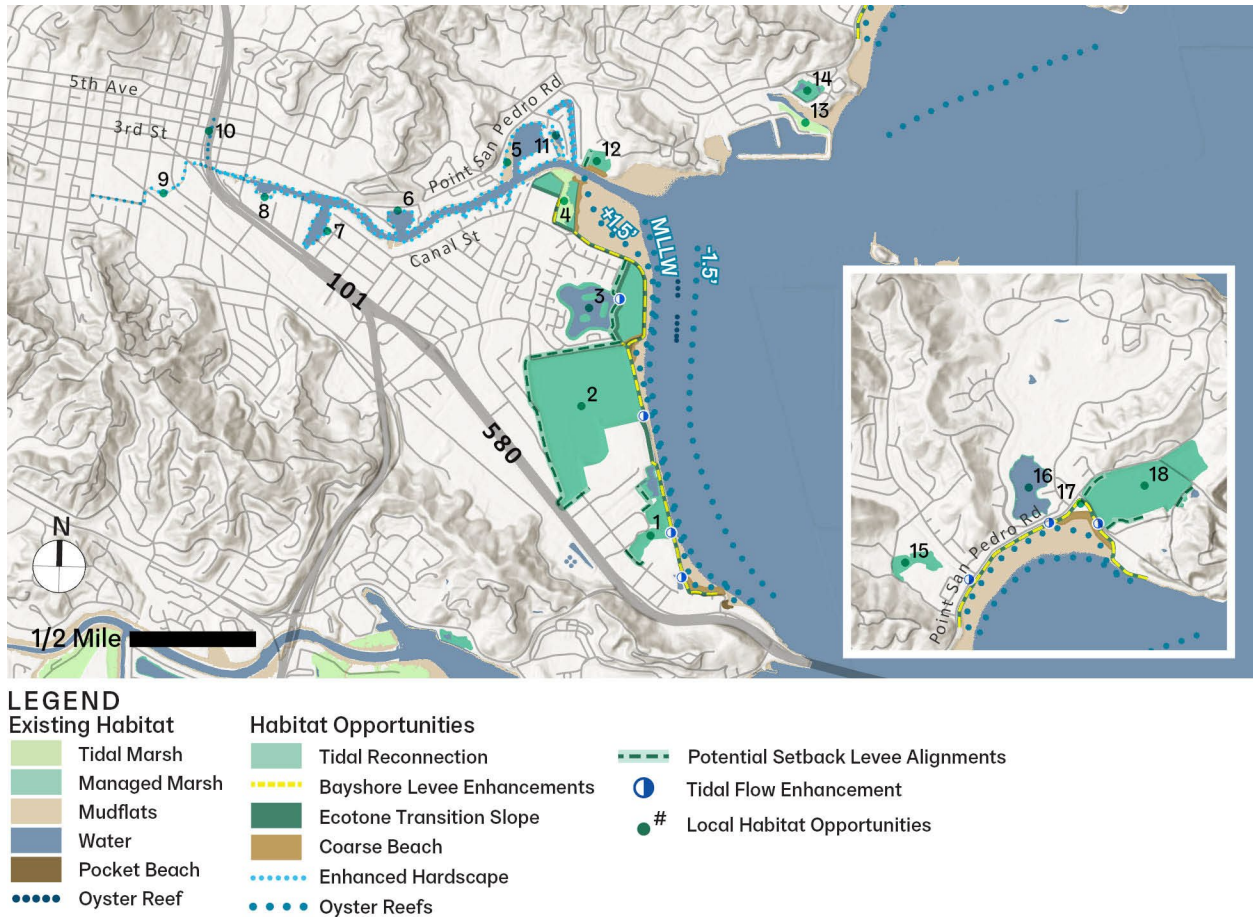 5th Ave
3rd St
10
9
8
7
6
5
11
12
13
14
Point San Pedro Rd
Canal St
4
+1.5'
MLLW
-1.5'
101
3
2
580
1
N
1/2 Mile
16
17
18
15
Point San Pedro Rd
LEGEND
Existing Habitat
Tidal Marsh
Managed Marsh
Mudflats
Water
Pocket Beach
Oyster Reef
Habitat Opportunities
Tidal Reconnection
Bayshore Levee Enhancements
Ecotone Transition Slope
Coarse Beach
Enhanced Hardscape
Oyster Reefs
Potential Setback Levee Alignments
Tidal Flow Enhancement
# Local Habitat Opportunities